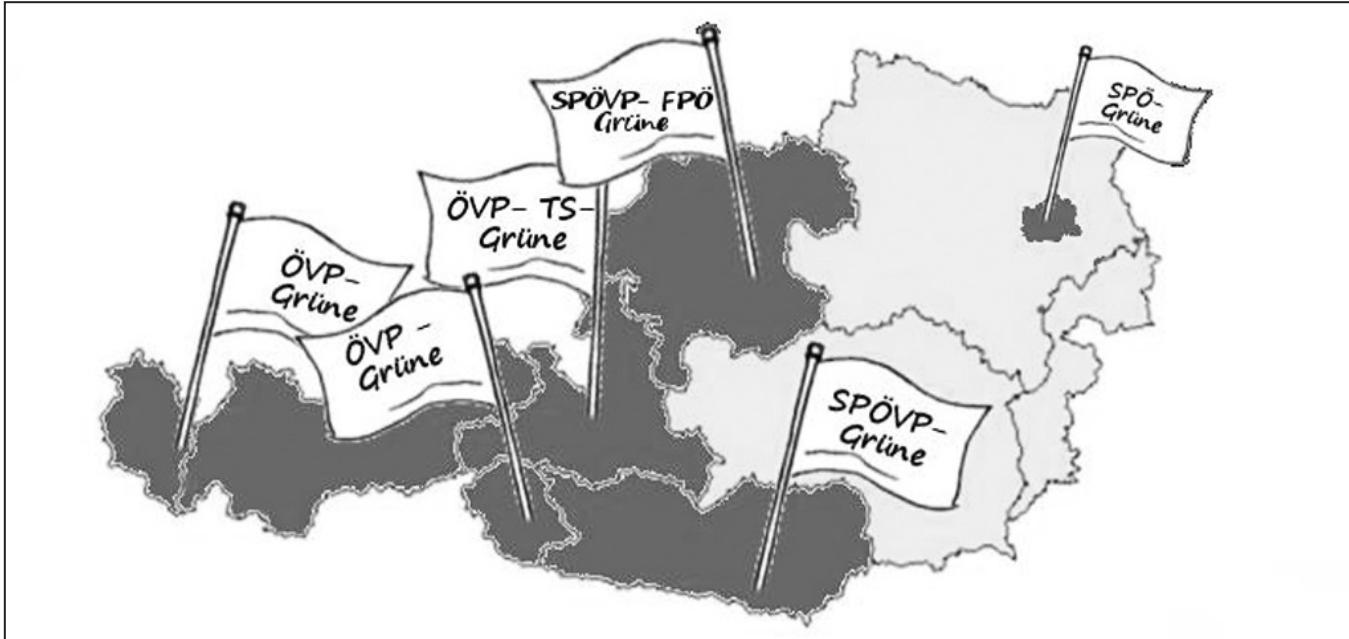 SPÖVP- FPÖ
Grüne
SPÖ-
Grüne
ÖVP- TS-
Grüne
ÖVP-
Grüne
ÖVP -
Grüne
SPÖVP-
Grüne